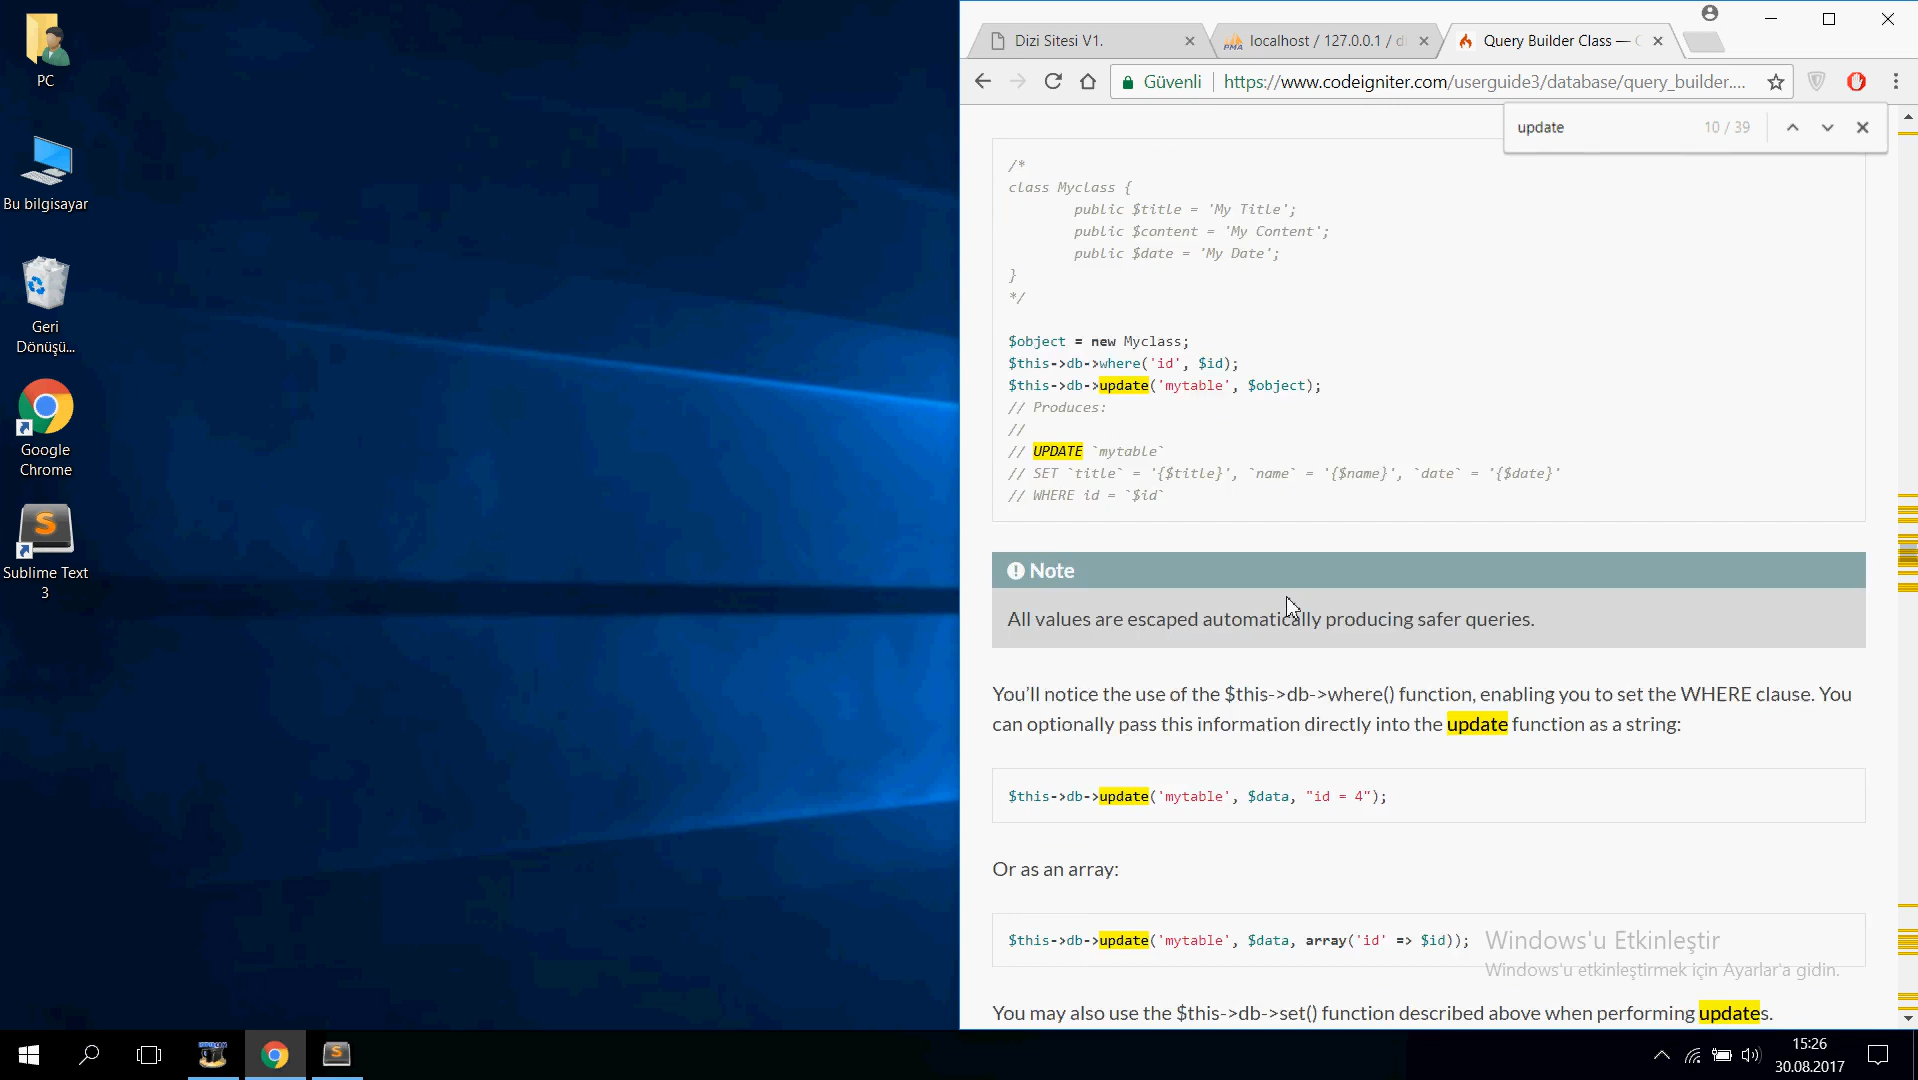 PC
Bu bilgisayar
Geri
Dönüşü...
Google
Chrome
Sublime Text
3
Dizi Sitesi V1.
localhost / 127.0.0.1 / d
Query Builder Class — C
Güvenli
https://www.codeigniter.com/userguide3/database/query_builder....
update
10 / 39
/*
class Myclass {
public $title = 'My Title';
public $content = 'My Content';
public $date = 'My Date';
}
*/
$object = new Myclass;
$this->db->where('id', $id);
$this->db->update('mytable', $object);
// Produces:
//
// UPDATE `mytable`
// SET `title` = '{$title}', `name` = '{$name}', `date` = '{$date}'
// WHERE id = `$id`
Note
All values are escaped automatically producing safer queries.
You’ll notice the use of the $this->db->where() function, enabling you to set the WHERE clause. You
can optionally pass this information directly into the update function as a string:
$this->db->update('mytable', $data, "id = 4");
Or as an array:
$this->db->update('mytable', $data, array('id' => $id));
Windows'u Etkinleştir
Windows'u etkinleştirmek için Ayarlar'a gidin.
You may also use the $this->db->set() function described above when performing updates.
15:26
30.08.2017